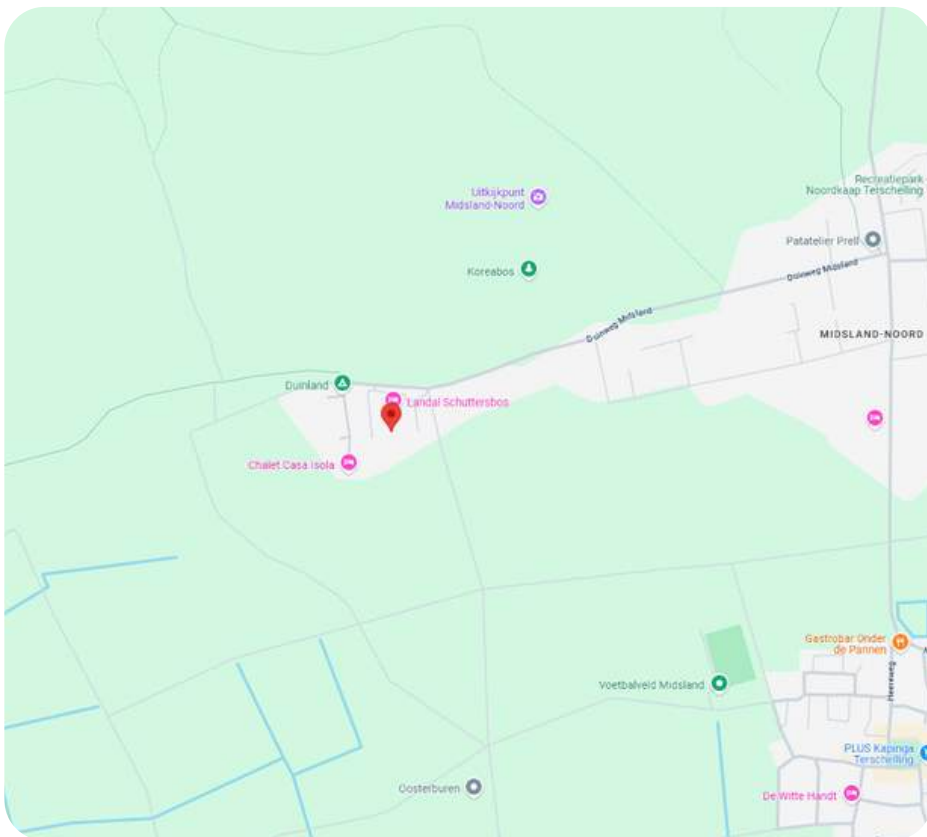 Uitkijkpunt
Midsland-Noord
Recreatiepark
Noordkaap Terschelling
Patatelier Prell
Koreabos
Duinweg Midsland
Duinweg Midsland
MIDSLAND-NOORD
Duinland
Landal Schuttersbos
Chalet Casa Isola
Gastrobar Onder
de Pannen
Heereweg
Voetbalveld Midsland
PLUS Kapinga
Terschelling
Oosterburen
De Witte Handt